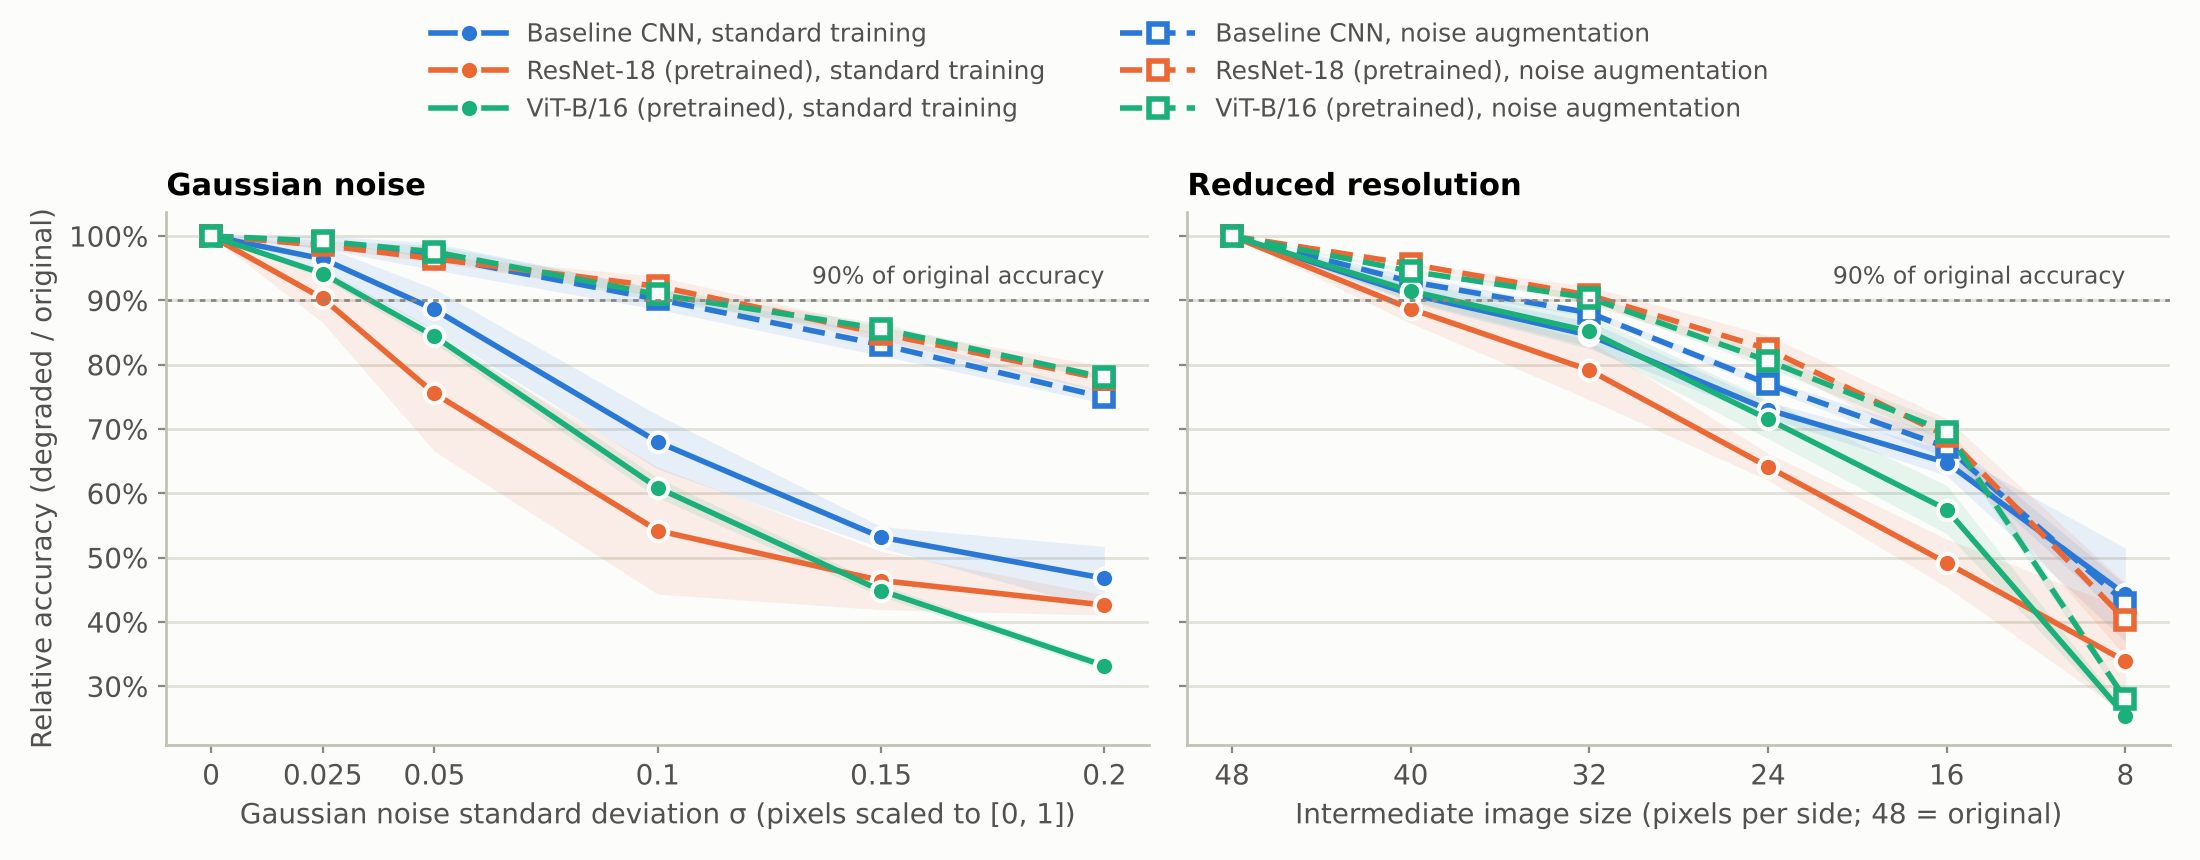 Baseline CNN, standard training
ResNet-18 (pretrained), standard training
ViT-B/16 (pretrained), standard training
Baseline CNN, noise augmentation
ResNet-18 (pretrained), noise augmentation
ViT-B/16 (pretrained), noise augmentation
Gaussian noise
Relative accuracy (degraded / original)
100%
90%
80%
70%
60%
50%
40%
30%
90% of original accuracy
0 0.025 0.05 0.1 0.15 0.2
Gaussian noise standard deviation σ (pixels scaled to [0, 1])
Reduced resolution
90% of original accuracy
48 40 32 24 16 8
Intermediate image size (pixels per side; 48 = original)